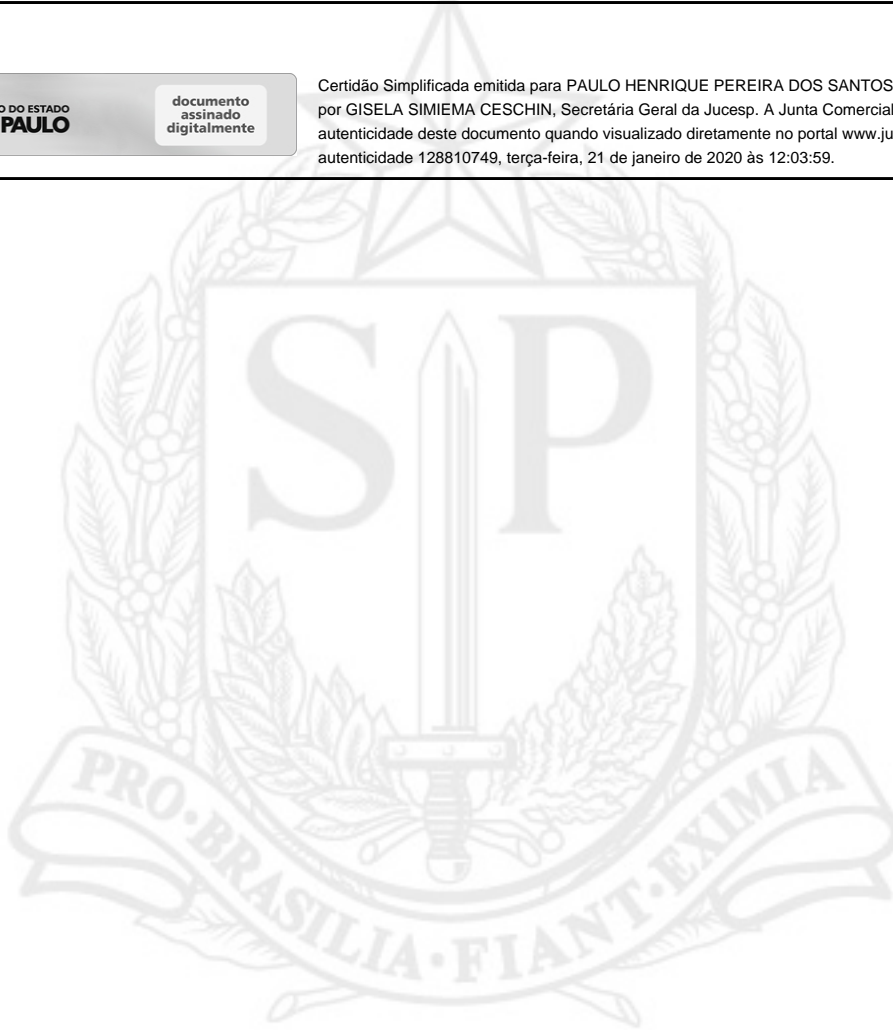 O DO ESTADO
PAULO
documento
assinado
digitalmente
Certidão Simplificada emitida para PAULO HENRIQUE PEREIRA DOS SANTOS
por GISELA SIMIEMA CESCHIN, Secretária Geral da Jucesp. A Junta Comercial
autenticidade deste documento quando visualizado diretamente no portal www.ju
autenticidade 128810749, terça-feira, 21 de janeiro de 2020 às 12:03:59.
SP
PRO·BRASILIA·FIANT·EXIMIA